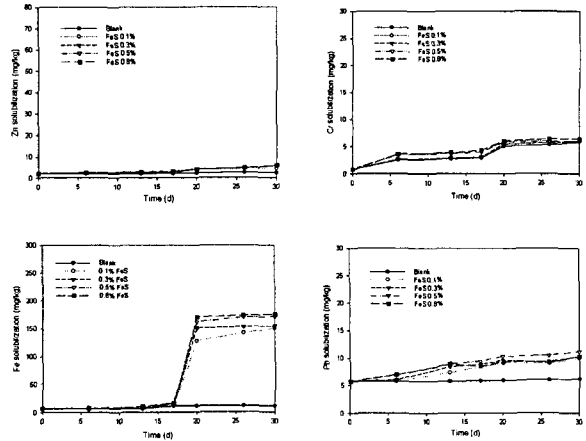 Zn solubilization (mg/kg)
80
70
60
50
40
30
20
10
0
Blank
FeS 0.1%
FeS 0.3%
FeS 0.5%
FeS 0.8%
0 5 10 15 20 25 30
Time (d)
Cr solubilization (mg/kg)
30
25
20
15
10
5
0
Blank
FeS 0.1%
FeS 0.3%
FeS 0.5%
FeS 0.8%
0 5 10 15 20 25 30
Time (d)
Fe solubilization (mg/kg)
300
250
200
150
100
50
0
Blank
0.1% FeS
0.3% FeS
0.5% FeS
0.8% FeS
0 5 10 15 20 25 30
Time (d)
Pb solubilization (mg/kg)
30
25
20
15
10
5
0
Blank
FeS 0.1%
FeS 0.3%
FeS 0.5%
FeS 0.8%
0 5 10 15 20 25 30
Time (d)